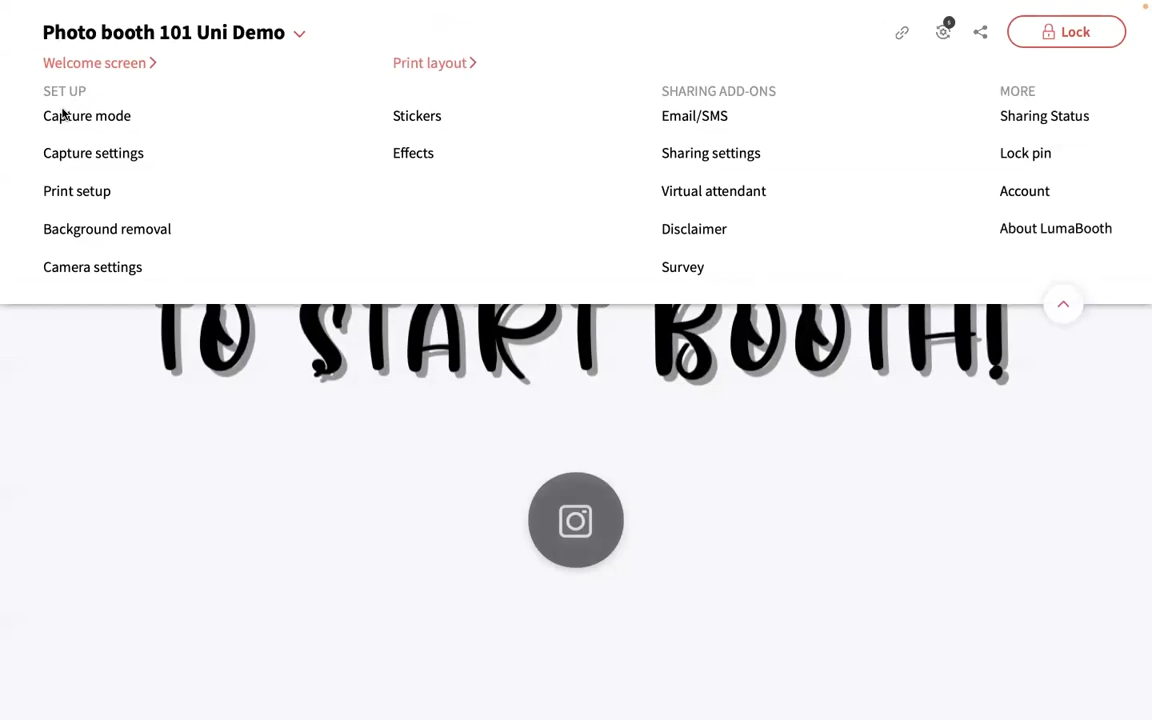 Photo booth 101 Uni Demo
Lock
Welcome screen
Print layout
SET UP
SHARING ADD-ONS
MORE
Capture mode
Stickers
Email/SMS
Sharing Status
Capture settings
Effects
Sharing settings
Lock pin
Print setup
Virtual attendant
Account
Background removal
Disclaimer
About LumaBooth
Camera settings
Survey
TO START BOOTH!